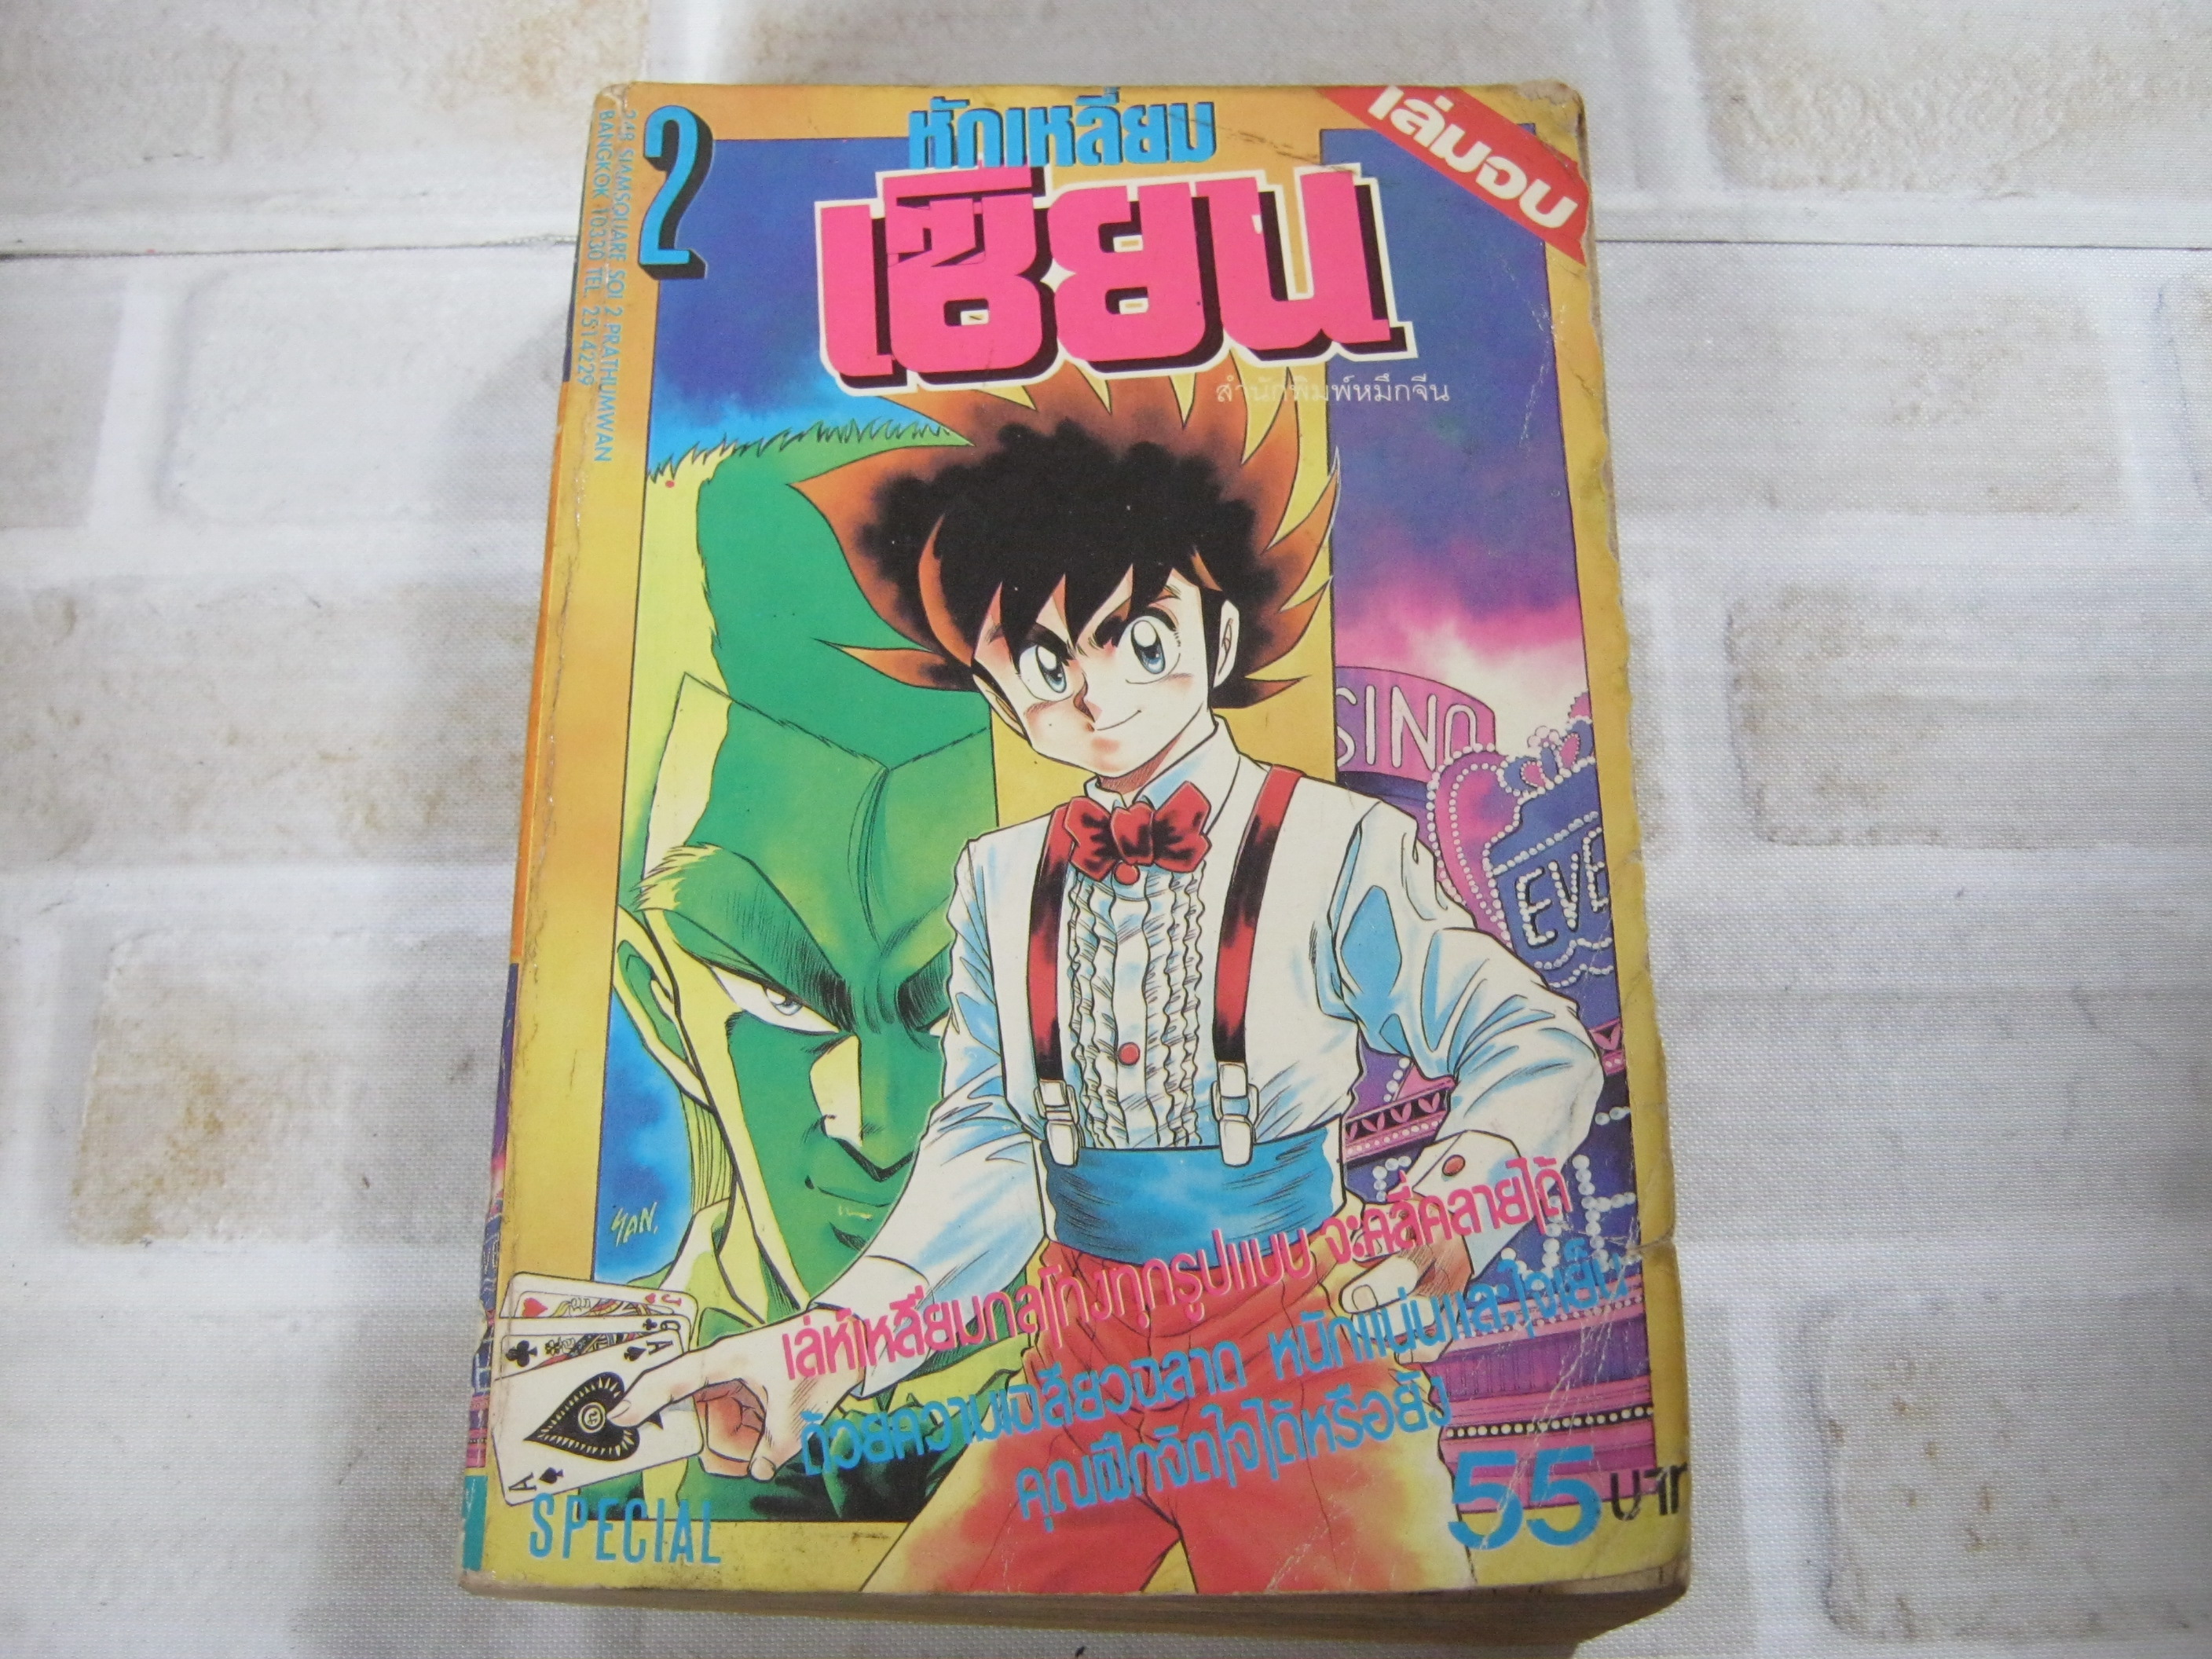 2
หักเหลี่ยม
เซียน
เล่มจบ
สำนักพิมพ์หมึกจีน
248 SIAMSQUARE SOI 2 PRATHUMWAN
BANGKOK 10330 TEL. 2514229
SINO
EVE
SAN.
J
Q
A
A
เล่ห์เหลี่ยมกลโกงทุกรูปแบบ จะคลี่คลายได้
ด้วยความเฉลียวฉลาด หนักแน่นและใจเย็น
คุณฝึกจิตใจได้หรือยัง
SPECIAL
55 บาท